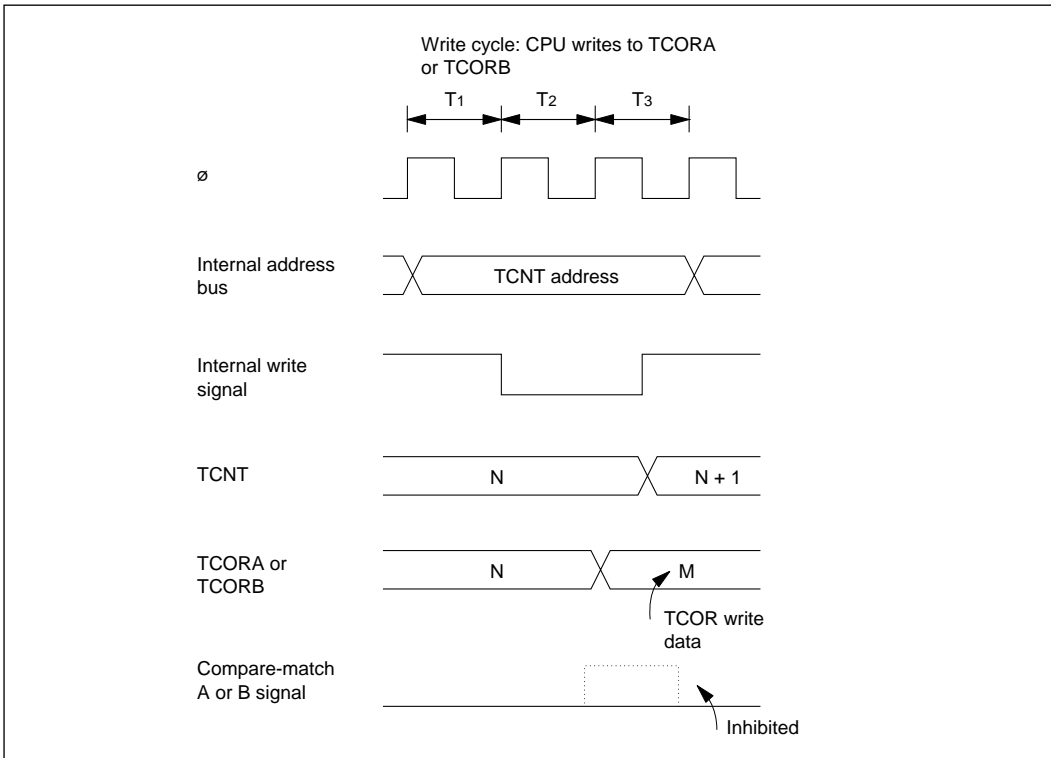 Write cycle: CPU writes to TCORA
or TCORB
T1
T2
T3
ø
Internal address
bus
TCNT address
Internal write
signal
TCNT
N
N + 1
TCORA or
TCORB
N
M
TCOR write
data
Compare-match
A or B signal
Inhibited